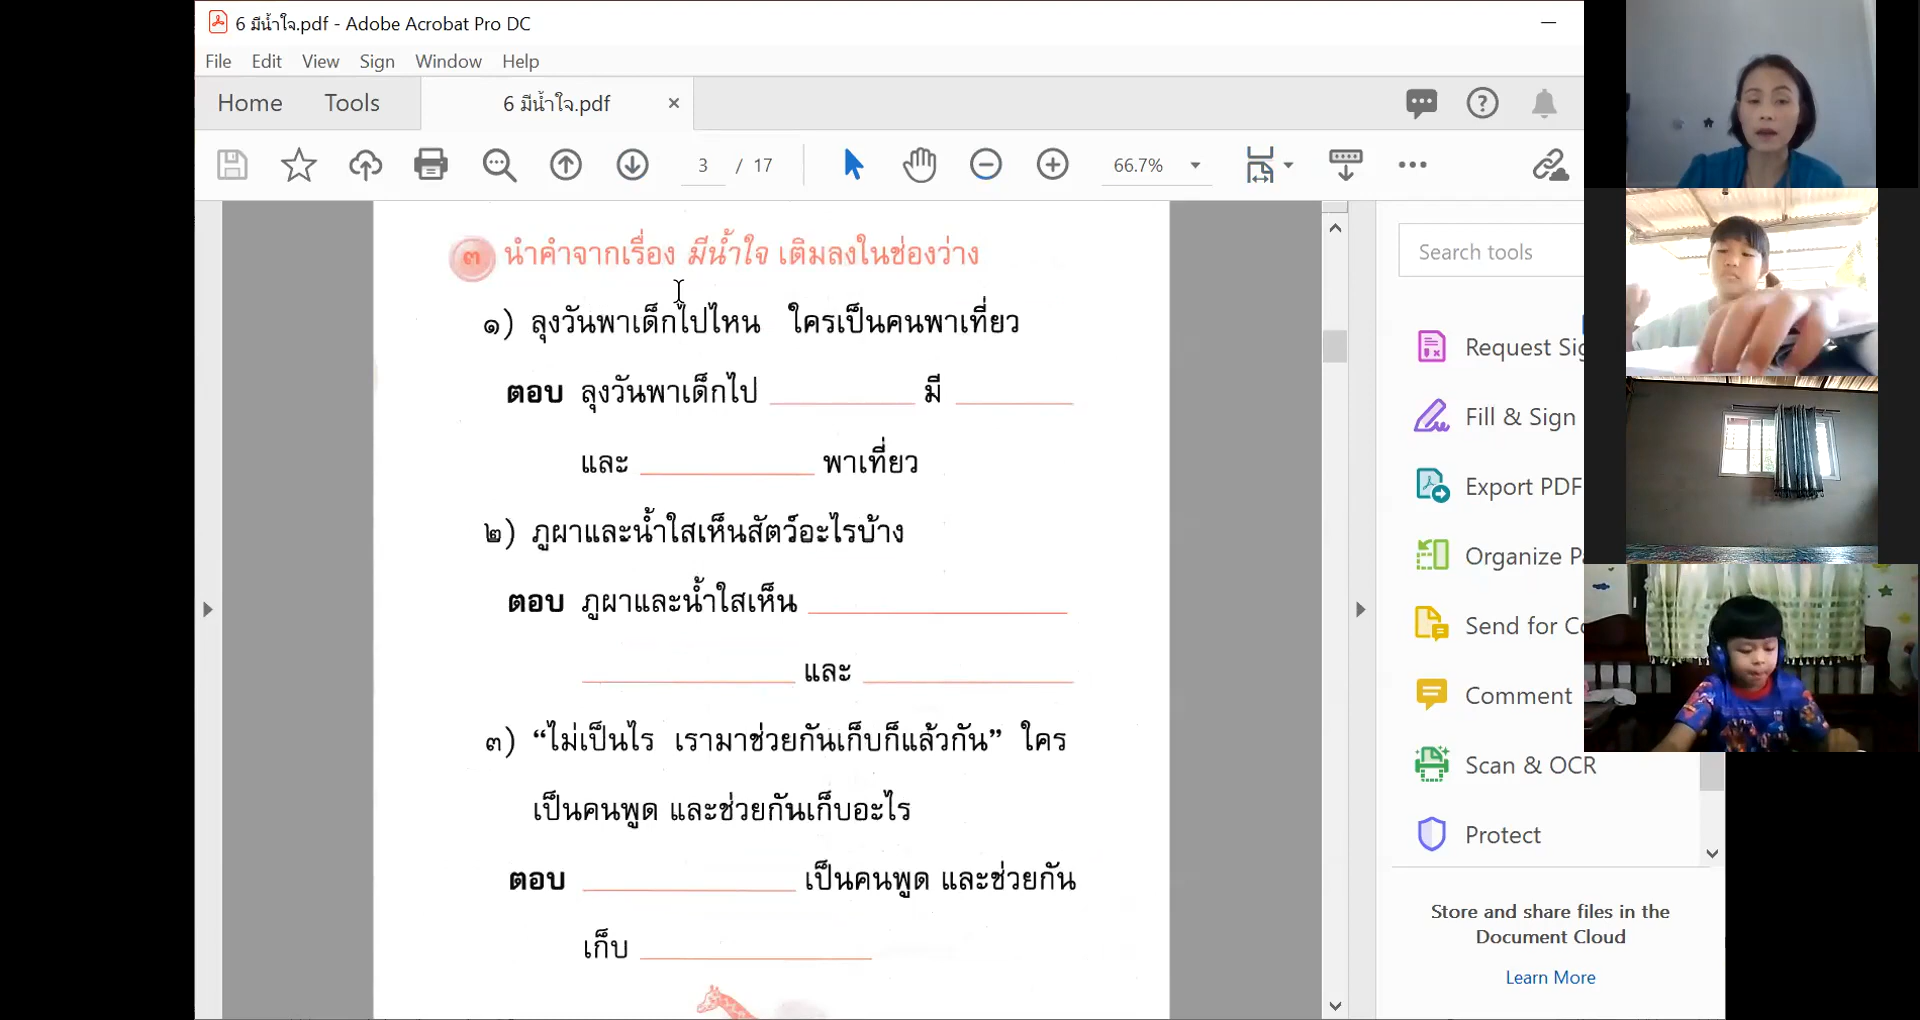 6 มีน้ำใจ.pdf - Adobe Acrobat Pro DC
File Edit View Sign Window Help
Home Tools 6 มีน้ำใจ.pdf
3 / 17 66.7%
๓ นำคำจากเรื่อง มีน้ำใจ เติมลงในช่องว่าง
๑) ลุงวันพาเด็กไปไหน ใครเป็นคนพาเที่ยว
ตอบ ลุงวันพาเด็กไป มี
และ พาเที่ยว
๒) ภูผาและน้ำใสเห็นสัตว์อะไรบ้าง
ตอบ ภูผาและน้ำใสเห็น
และ
๓) “ไม่เป็นไร เรามาช่วยกันเก็บก็แล้วกัน” ใคร
เป็นคนพูด และช่วยกันเก็บอะไร
ตอบ เป็นคนพูด และช่วยกัน
เก็บ
Search tools
Request Sig
Fill & Sign
Export PDF
Organize Pa
Send for Co
Comment
Scan & OCR
Protect
Store and share files in the
Document Cloud
Learn More